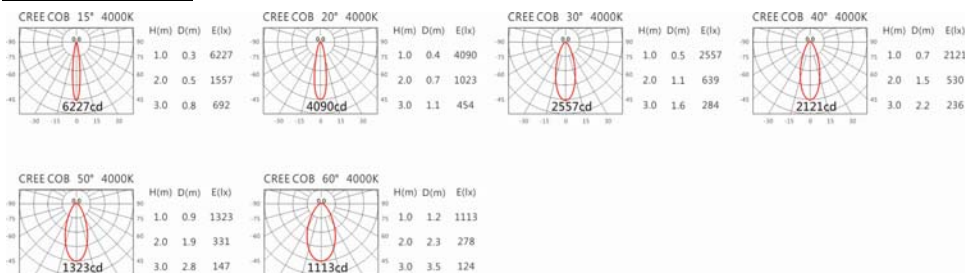 CREE COB 15° 4000K
H(m) D(m) E(lx)
1.0 0.3 6227
2.0 0.5 1557
3.0 0.8 692
6227cd
CREE COB 20° 4000K
H(m) D(m) E(lx)
1.0 0.4 4090
2.0 0.7 1023
3.0 1.1 454
4090cd
CREE COB 30° 4000K
H(m) D(m) E(lx)
1.0 0.5 2557
2.0 1.1 639
3.0 1.6 284
2557cd
CREE COB 40° 4000K
H(m) D(m) E(lx)
1.0 0.7 2121
2.0 1.5 530
3.0 2.2 236
2121cd
CREE COB 50° 4000K
H(m) D(m) E(lx)
1.0 0.9 1323
2.0 1.9 331
3.0 2.8 147
1323cd
CREE COB 60° 4000K
H(m) D(m) E(lx)
1.0 1.2 1113
2.0 2.3 278
3.0 3.5 124
1113cd